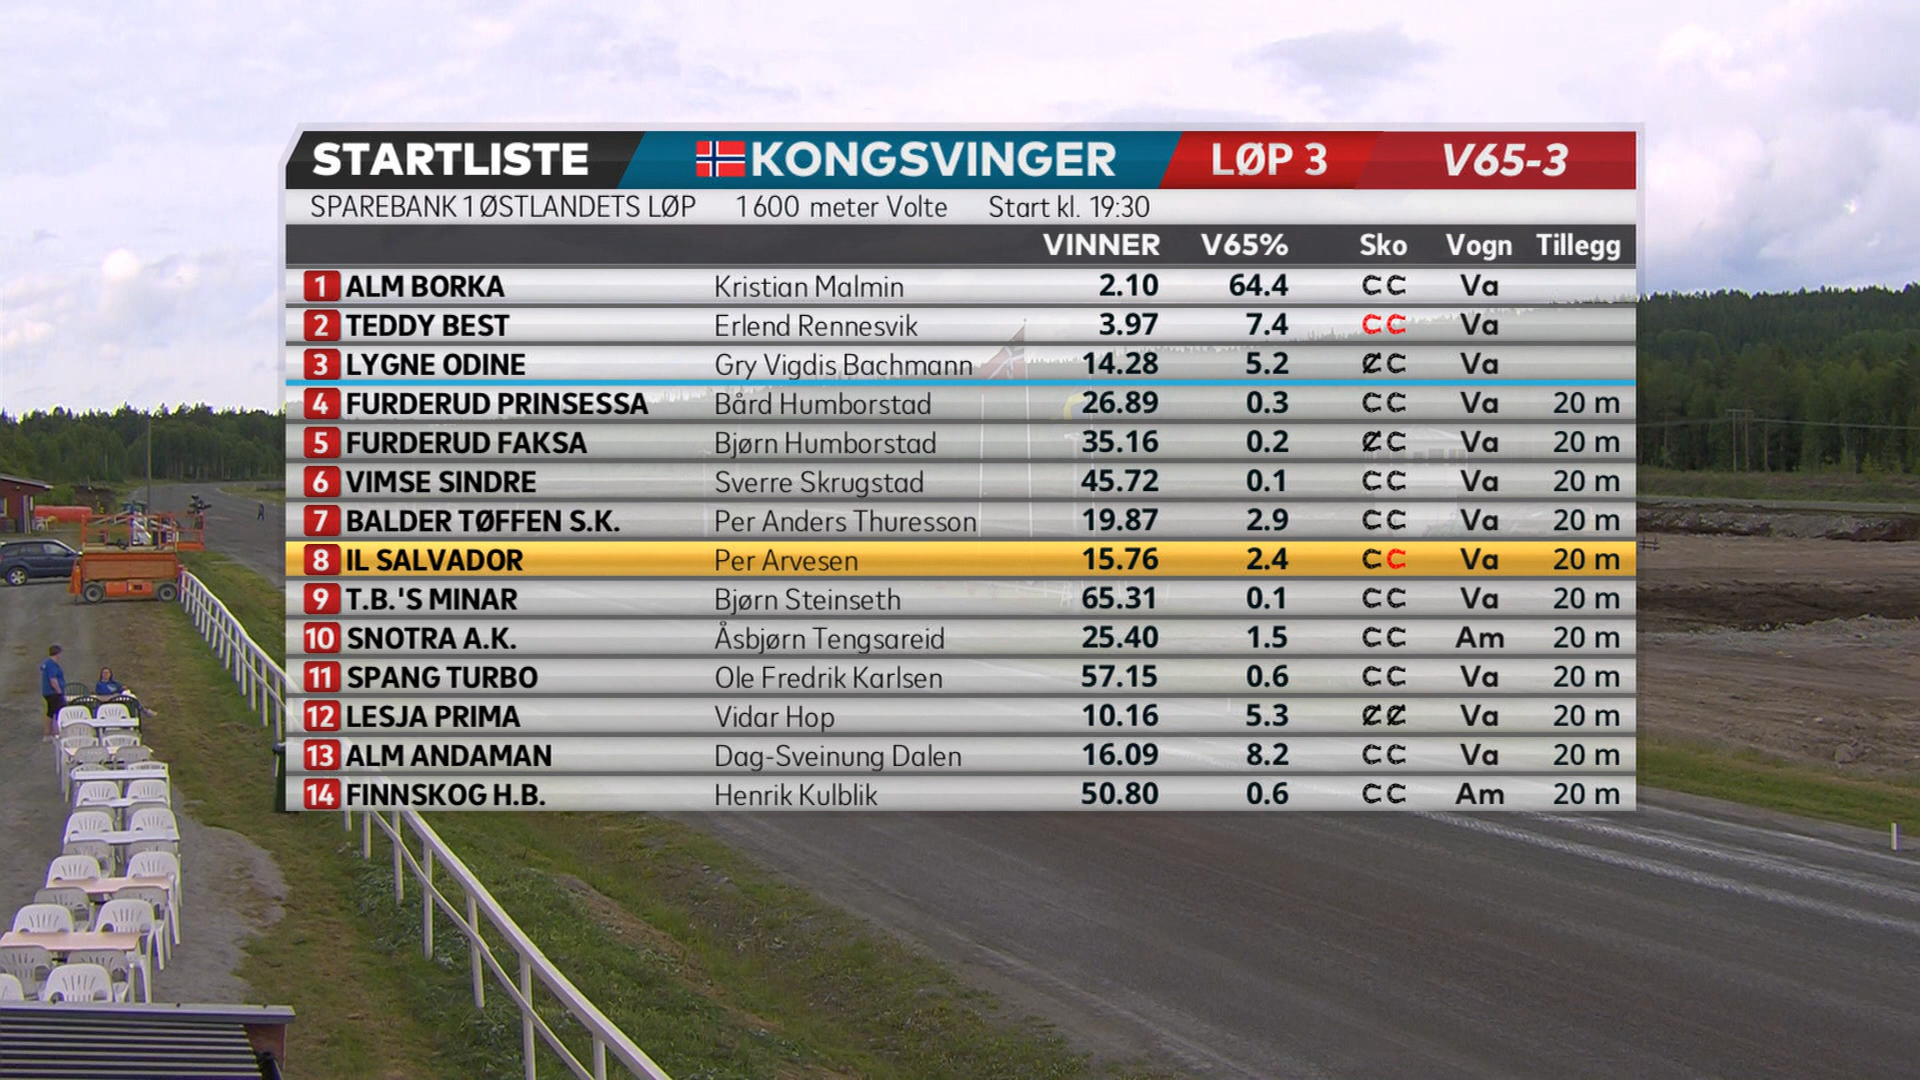 STARTLISTE KONGSVINGER LØP 3 V65-3
SPAREBANK 1 ØSTLANDETS LØP 1600 meter Volte Start kl. 19:30
VINNER V65% Sko Vogn Tillegg
1 ALM BORKA Kristian Malmin 2.10 64.4 C C Va
2 TEDDY BEST Erlend Rennesvik 3.97 7.4 C C Va
3 LYGNE ODINE Gry Vigdis Bachmann 14.28 5.2 Ȼ C Va
4 FURDERUD PRINSESSA Bård Humborstad 26.89 0.3 C C Va 20 m
5 FURDERUD FAKSA Bjørn Humborstad 35.16 0.2 Ȼ C Va 20 m
6 VIMSE SINDRE Sverre Skrugstad 45.72 0.1 C C Va 20 m
7 BALDER TØFFEN S.K. Per Anders Thuresson 19.87 2.9 C C Va 20 m
8 IL SALVADOR Per Arvesen 15.76 2.4 C C Va 20 m
9 T.B.'S MINAR Bjørn Steinseth 65.31 0.1 C C Va 20 m
10 SNOTRA A.K. Åsbjørn Tengsareid 25.40 1.5 C C Am 20 m
11 SPANG TURBO Ole Fredrik Karlsen 57.15 0.6 C C Va 20 m
12 LESJA PRIMA Vidar Hop 10.16 5.3 Ȼ Ȼ Va 20 m
13 ALM ANDAMAN Dag-Sveinung Dalen 16.09 8.2 C C Va 20 m
14 FINNSKOG H.B. Henrik Kulblik 50.80 0.6 C C Am 20 m